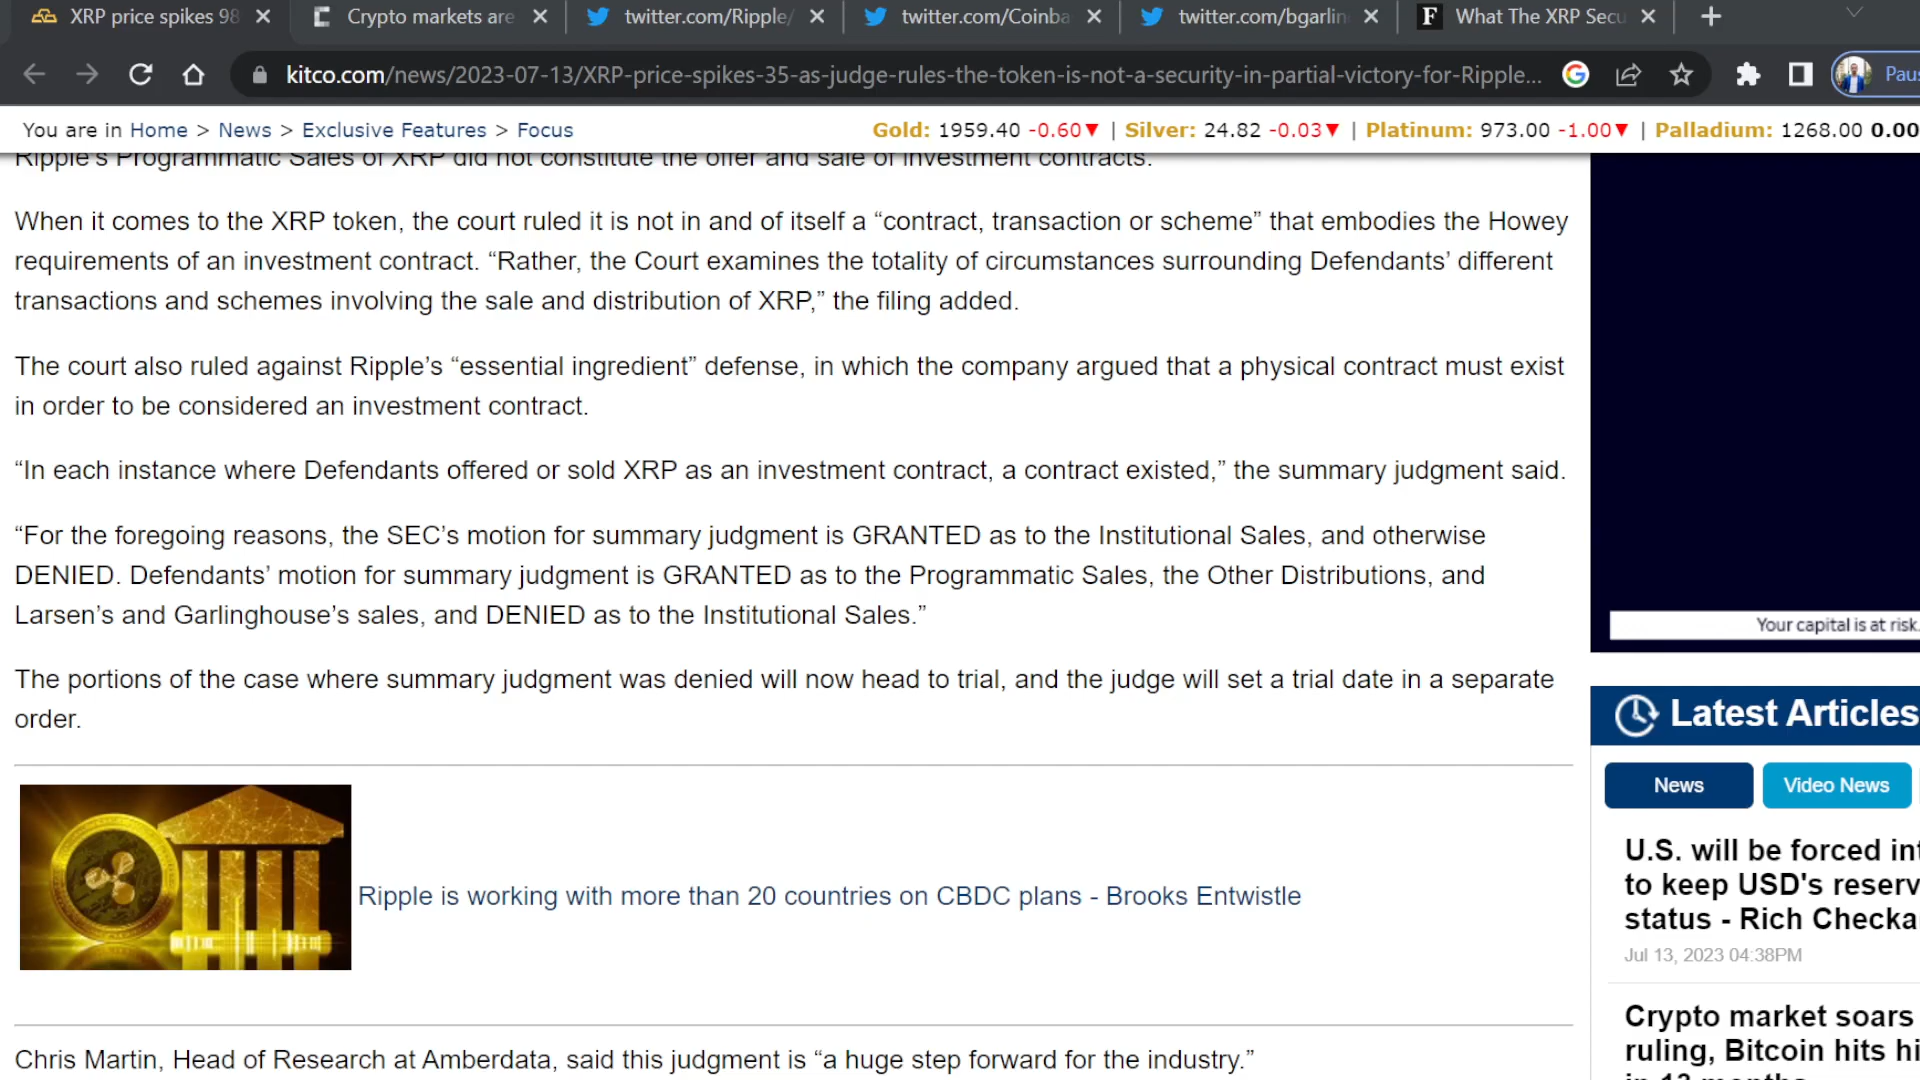 XRP price spikes 98
Crypto markets are
twitter.com/Ripple/
twitter.com/Coinba
twitter.com/bgarlin
What The XRP Secu
kitco.com/news/2023-07-13/XRP-price-spikes-35-as-judge-rules-the-token-is-not-a-security-in-partial-victory-for-Ripple...
Paus
You are in Home > News > Exclusive Features > Focus
Gold: 1959.40 -0.60▼ | Silver: 24.82 -0.03▼ | Platinum: 973.00 -1.00▼ | Palladium: 1268.00 0.00
Ripple's Programmatic Sales of XRP did not constitute the offer and sale of investment contracts.
When it comes to the XRP token, the court ruled it is not in and of itself a “contract, transaction or scheme” that embodies the Howey
requirements of an investment contract. “Rather, the Court examines the totality of circumstances surrounding Defendants’ different
transactions and schemes involving the sale and distribution of XRP,” the filing added.
The court also ruled against Ripple’s “essential ingredient” defense, in which the company argued that a physical contract must exist
in order to be considered an investment contract.
“In each instance where Defendants offered or sold XRP as an investment contract, a contract existed,” the summary judgment said.
“For the foregoing reasons, the SEC’s motion for summary judgment is GRANTED as to the Institutional Sales, and otherwise
DENIED. Defendants’ motion for summary judgment is GRANTED as to the Programmatic Sales, the Other Distributions, and
Larsen’s and Garlinghouse’s sales, and DENIED as to the Institutional Sales.”
The portions of the case where summary judgment was denied will now head to trial, and the judge will set a trial date in a separate
order.
Ripple is working with more than 20 countries on CBDC plans - Brooks Entwistle
Chris Martin, Head of Research at Amberdata, said this judgment is “a huge step forward for the industry.”
Your capital is at risk.
Latest Articles
News
Video News
U.S. will be forced int
to keep USD's reserv
status - Rich Checka
Jul 13, 2023 04:38PM
Crypto market soars
ruling, Bitcoin hits hi
in 13 months